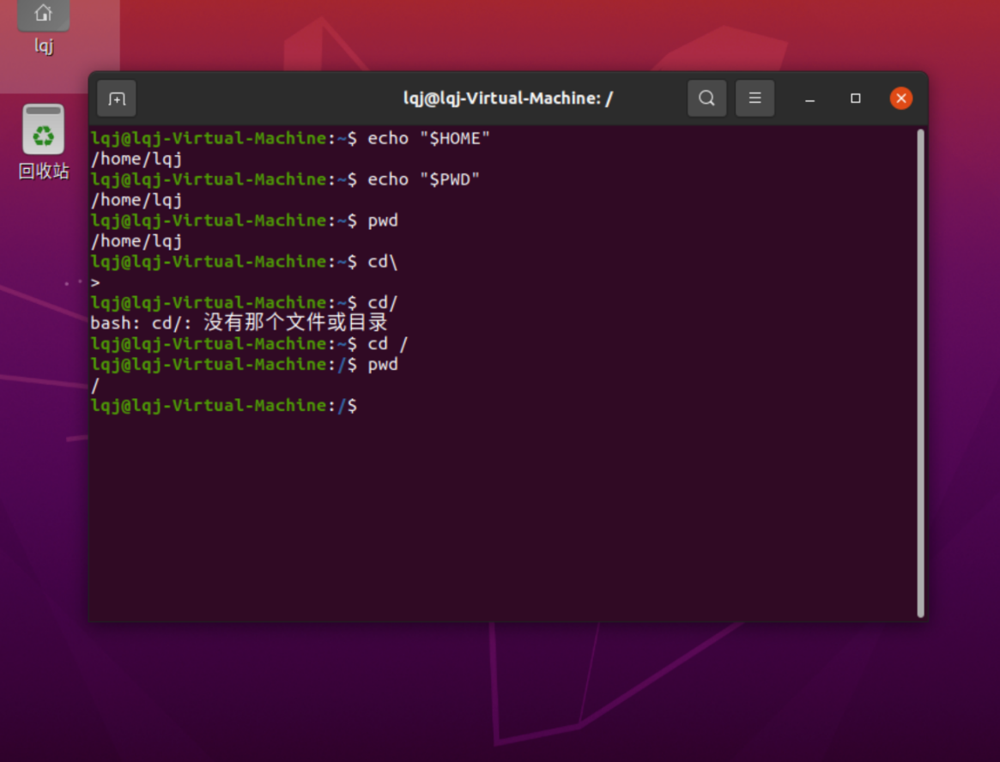 lqj
回收站
lqj@lqj-Virtual-Machine: /
lqj@lqj-Virtual-Machine:~$ echo "$HOME"
/home/lqj
lqj@lqj-Virtual-Machine:~$ echo "$PWD"
/home/lqj
lqj@lqj-Virtual-Machine:~$ pwd
/home/lqj
lqj@lqj-Virtual-Machine:~$ cd\
>
lqj@lqj-Virtual-Machine:~$ cd/
bash: cd/: 没有那个文件或目录
lqj@lqj-Virtual-Machine:~$ cd /
lqj@lqj-Virtual-Machine:/$ pwd
/
lqj@lqj-Virtual-Machine:/$